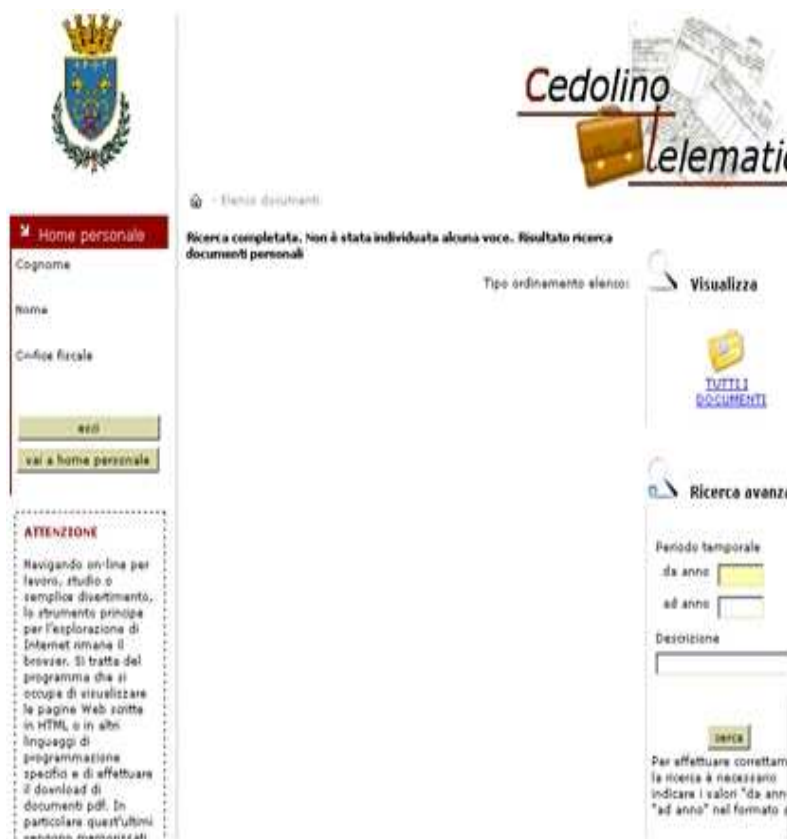 Cedolino
Telematic
- Elenco documenti
Home personale
Cognome
Nome
Codice fiscale
esci
vai a home personale
ATTENZIONE
Navigando on-line per
lavoro, studio o
semplice divertimento,
lo strumento principe
per l'esplorazione di
Internet rimane il
browser. Si tratta del
programma che si
occupa di visualizzare
le pagine Web scritte
in HTML o in altri
linguaggi di
programmazione
specifici e di effettuare
il download di
documenti pdf. In
particolare quest'ultimi
vengono memorizzati
Ricerca completata. Non è stata individuata alcuna voce. Risultato ricerca
documenti personali
Tipo ordinamento elenco:
Visualizza
TUTTI I
DOCUMENTI
Ricerca avanza
Periodo temporale
da anno
ad anno
Descrizione
cerca
Per effettuare correttam
la ricerca è necessario
indicare i valori "da ann
"ad anno" nel formato